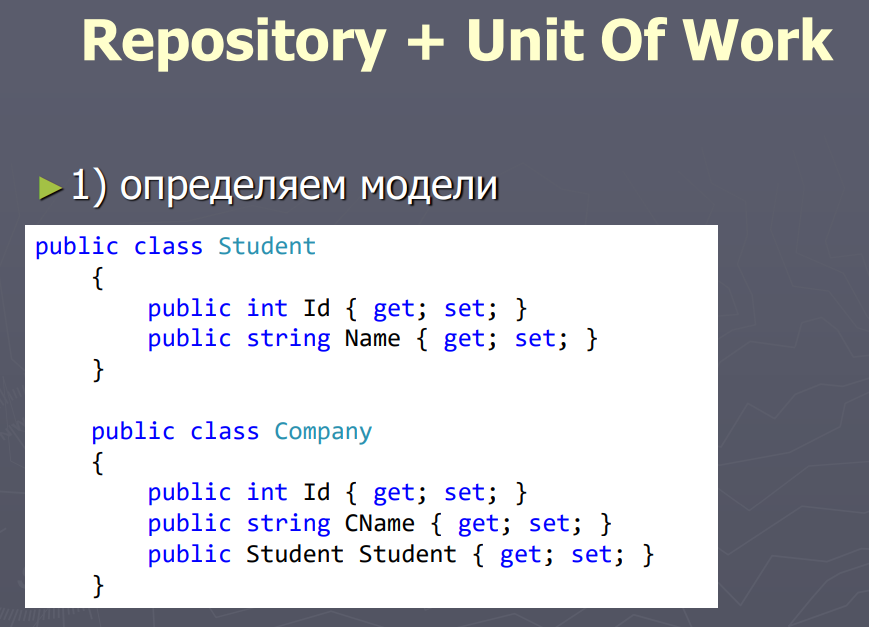 Repository + Unit Of Work
►1) определяем модели
public class Student
{
public int Id { get; set; }
public string Name { get; set; }
}
public class Company
{
public int Id { get; set; }
public string CName { get; set; }
public Student Student { get; set; }
}